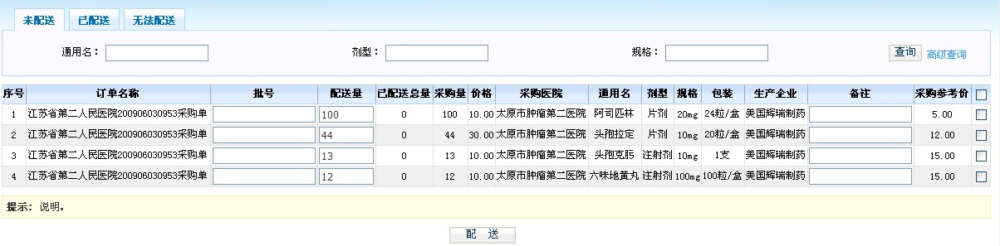 未配送 已配送 无法配送
通用名： 剂型： 规格： 查询 高级查询
序号 订单名称 批号 配送量 已配送总量 采购量 价格 采购医院 通用名 剂型 规格 包装 生产企业 备注 采购参考价
1 江苏省第二人民医院200906030953采购单 100 0 100 10.00 太原市肿瘤第二医院 阿司匹林 片剂 20mg 24粒/盒 美国辉瑞制药 5.00
2 江苏省第二人民医院200906030953采购单 44 0 44 30.00 太原市肿瘤第二医院 头孢拉定 片剂 10mg 20粒/盒 美国辉瑞制药 12.00
3 江苏省第二人民医院200906030953采购单 13 0 13 10.00 太原市肿瘤第二医院 头孢克肟 注射剂 10mg 1支 美国辉瑞制药 15.00
4 江苏省第二人民医院200906030953采购单 12 0 12 10.00 太原市肿瘤第二医院 六味地黄丸 注射剂 100mg 100粒/盒 美国辉瑞制药 15.00
提示：说明。
配 送